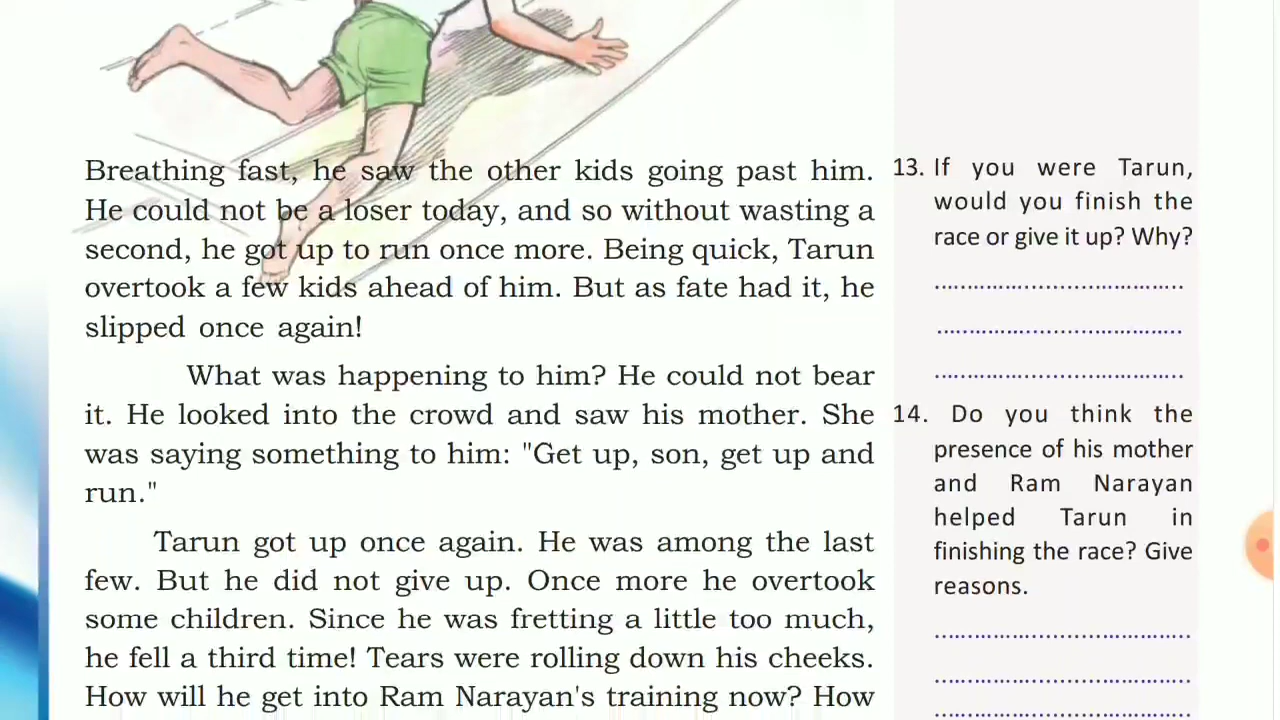 Breathing fast, he saw the other kids going past him.
He could not be a loser today, and so without wasting a
second, he got up to run once more. Being quick, Tarun
overtook a few kids ahead of him. But as fate had it, he
slipped once again!
What was happening to him? He could not bear
it. He looked into the crowd and saw his mother. She
was saying something to him: "Get up, son, get up and
run."
Tarun got up once again. He was among the last
few. But he did not give up. Once more he overtook
some children. Since he was fretting a little too much,
he fell a third time! Tears were rolling down his cheeks.
How will he get into Ram Narayan's training now? How
13. If you were Tarun,
would you finish the
race or give it up? Why?
14. Do you think the
presence of his mother
and Ram Narayan
helped Tarun in
finishing the race? Give
reasons.